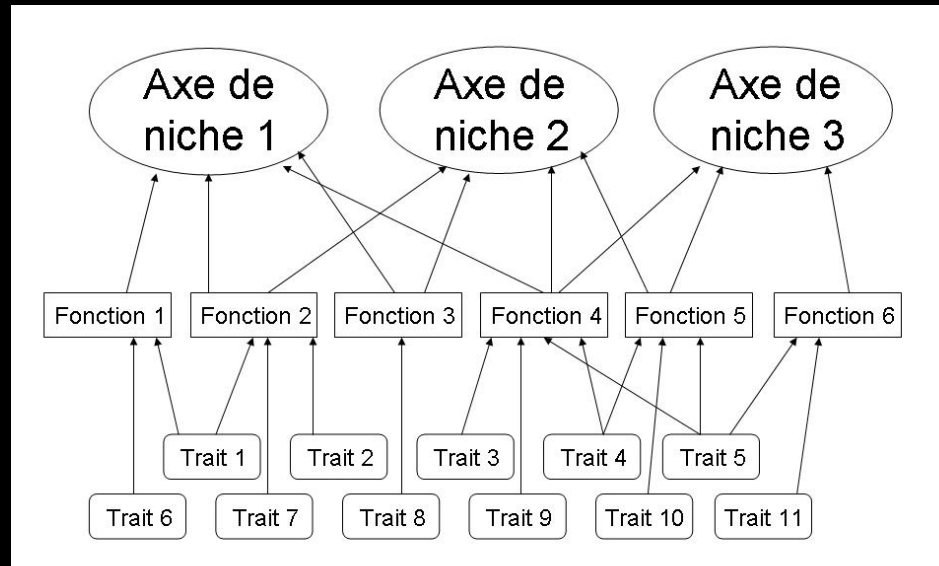 Axe de
niche 1
Axe de
niche 2
Axe de
niche 3
Fonction 1
Fonction 2
Fonction 3
Fonction 4
Fonction 5
Fonction 6
Trait 1
Trait 2
Trait 3
Trait 4
Trait 5
Trait 6
Trait 7
Trait 8
Trait 9
Trait 10
Trait 11